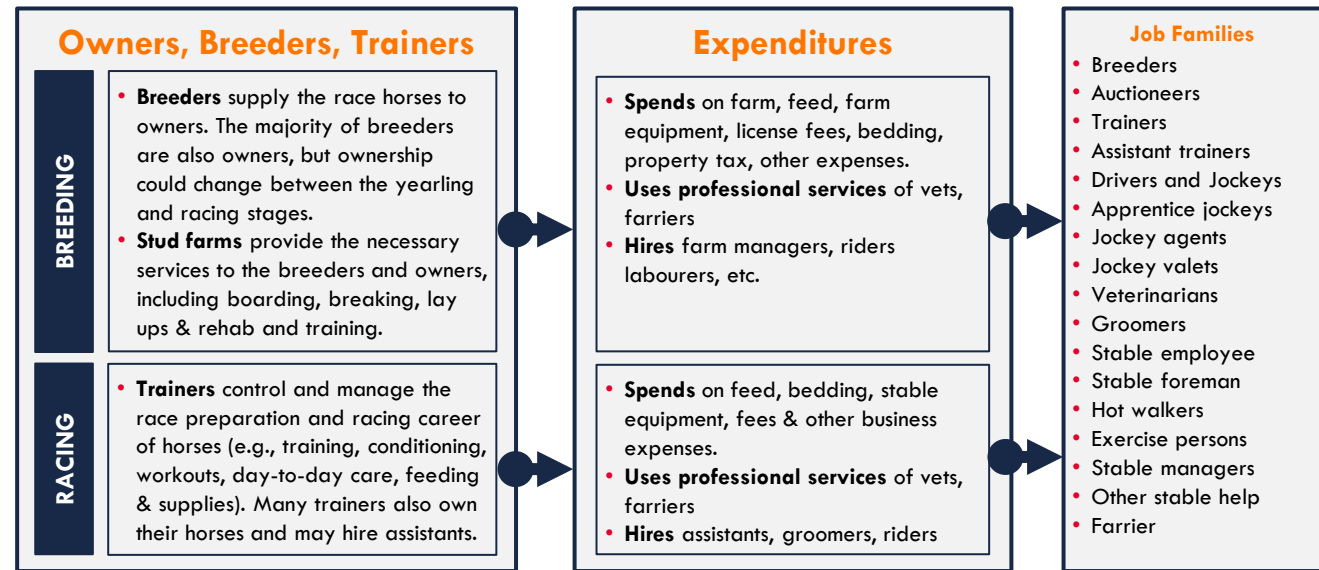 Owners, Breeders, Trainers
BREEDING
• Breeders supply the race horses to
owners. The majority of breeders
are also owners, but ownership
could change between the yearling
and racing stages.
• Stud farms provide the necessary
services to the breeders and owners,
including boarding, breaking, lay
ups & rehab and training.
RACING
• Trainers control and manage the
race preparation and racing career
of horses (e.g., training, conditioning,
workouts, day-to-day care, feeding
& supplies). Many trainers also own
their horses and may hire assistants.
Expenditures
• Spends on farm, feed, farm
equipment, license fees, bedding,
property tax, other expenses.
• Uses professional services of vets,
farriers
• Hires farm managers, riders
labourers, etc.
• Spends on feed, bedding, stable
equipment, fees & other business
expenses.
• Uses professional services of vets,
farriers
• Hires assistants, groomers, riders
Job Families
• Breeders
• Auctioneers
• Trainers
• Assistant trainers
• Drivers and Jockeys
• Apprentice jockeys
• Jockey agents
• Jockey valets
• Veterinarians
• Groomers
• Stable employee
• Stable foreman
• Hot walkers
• Exercise persons
• Stable managers
• Other stable help
• Farrier